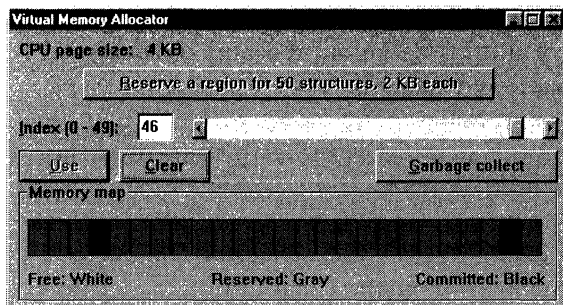 Virtual Memory Allocator
CPU page size: 4 KB
Reserve a region for 50 structures, 2 KB each
Index (0 - 49): 46
Use Clear Garbage collect
Memory map
Free: White Reserved: Gray Committed: Black